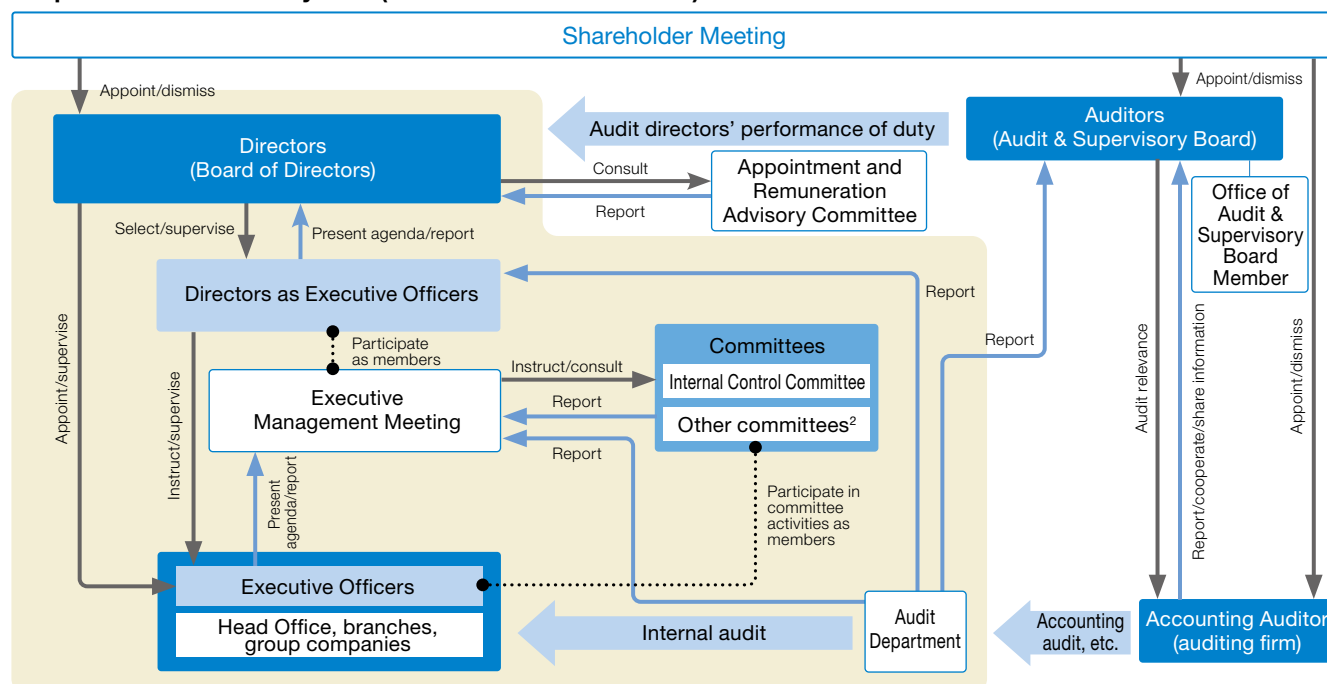 Shareholder Meeting
Appoint/dismiss
Appoint/dismiss
Directors
(Board of Directors)
Audit directors' performance of duty
Auditors
(Audit & Supervisory Board)
Consult
Report
Appointment and
Remuneration
Advisory Committee
Office of
Audit &
Supervisory
Board
Member
Select/supervise
Present agenda/report
Directors as Executive Officers
Report
Report
Participate
as members
Committees
Internal Control Committee
Other committees2
Instruct/consult
Report
Report
Executive
Management Meeting
Appoint/supervise
Instruct/supervise
Present
agenda/report
Participate in
committee
activities as
members
Audit relevance
Report/cooperate/share information
Appoint/dismiss
Executive Officers
Head Office, branches,
group companies
Internal audit
Audit
Department
Accounting
audit, etc.
Accounting Auditor
(auditing firm)